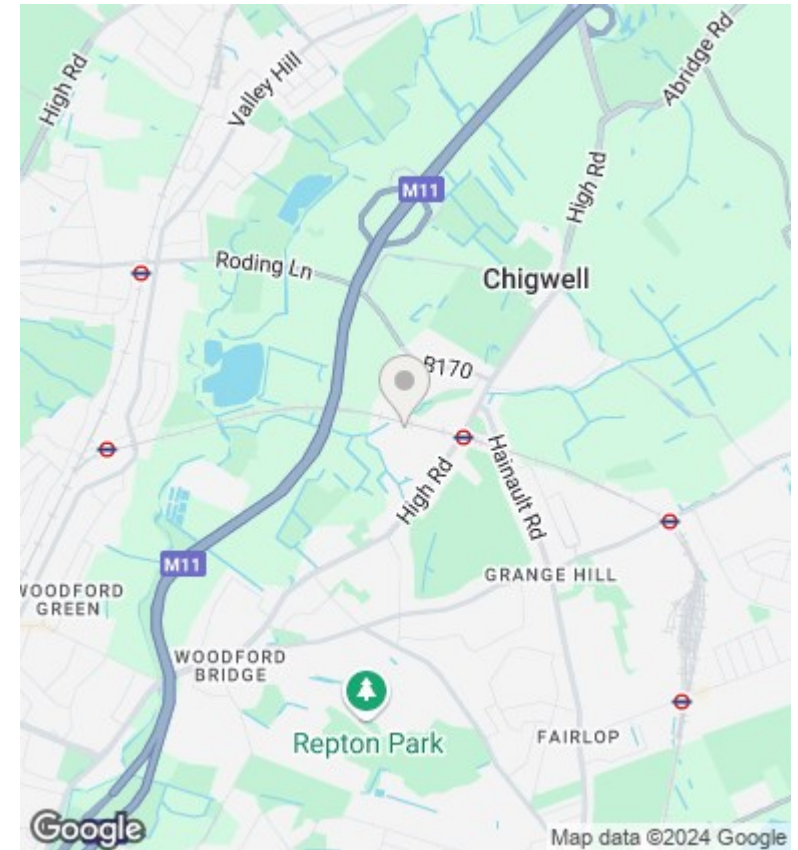 High Rd
Valley Hill
Abridge Rd
M11
High Rd
Roding Ln
Chigwell
B170
High Rd
Hainault Rd
M11
WOODFORD
GREEN
GRANGE HILL
WOODFORD
BRIDGE
Repton Park
FAIRLOP
Google
Map data ©2024 Google